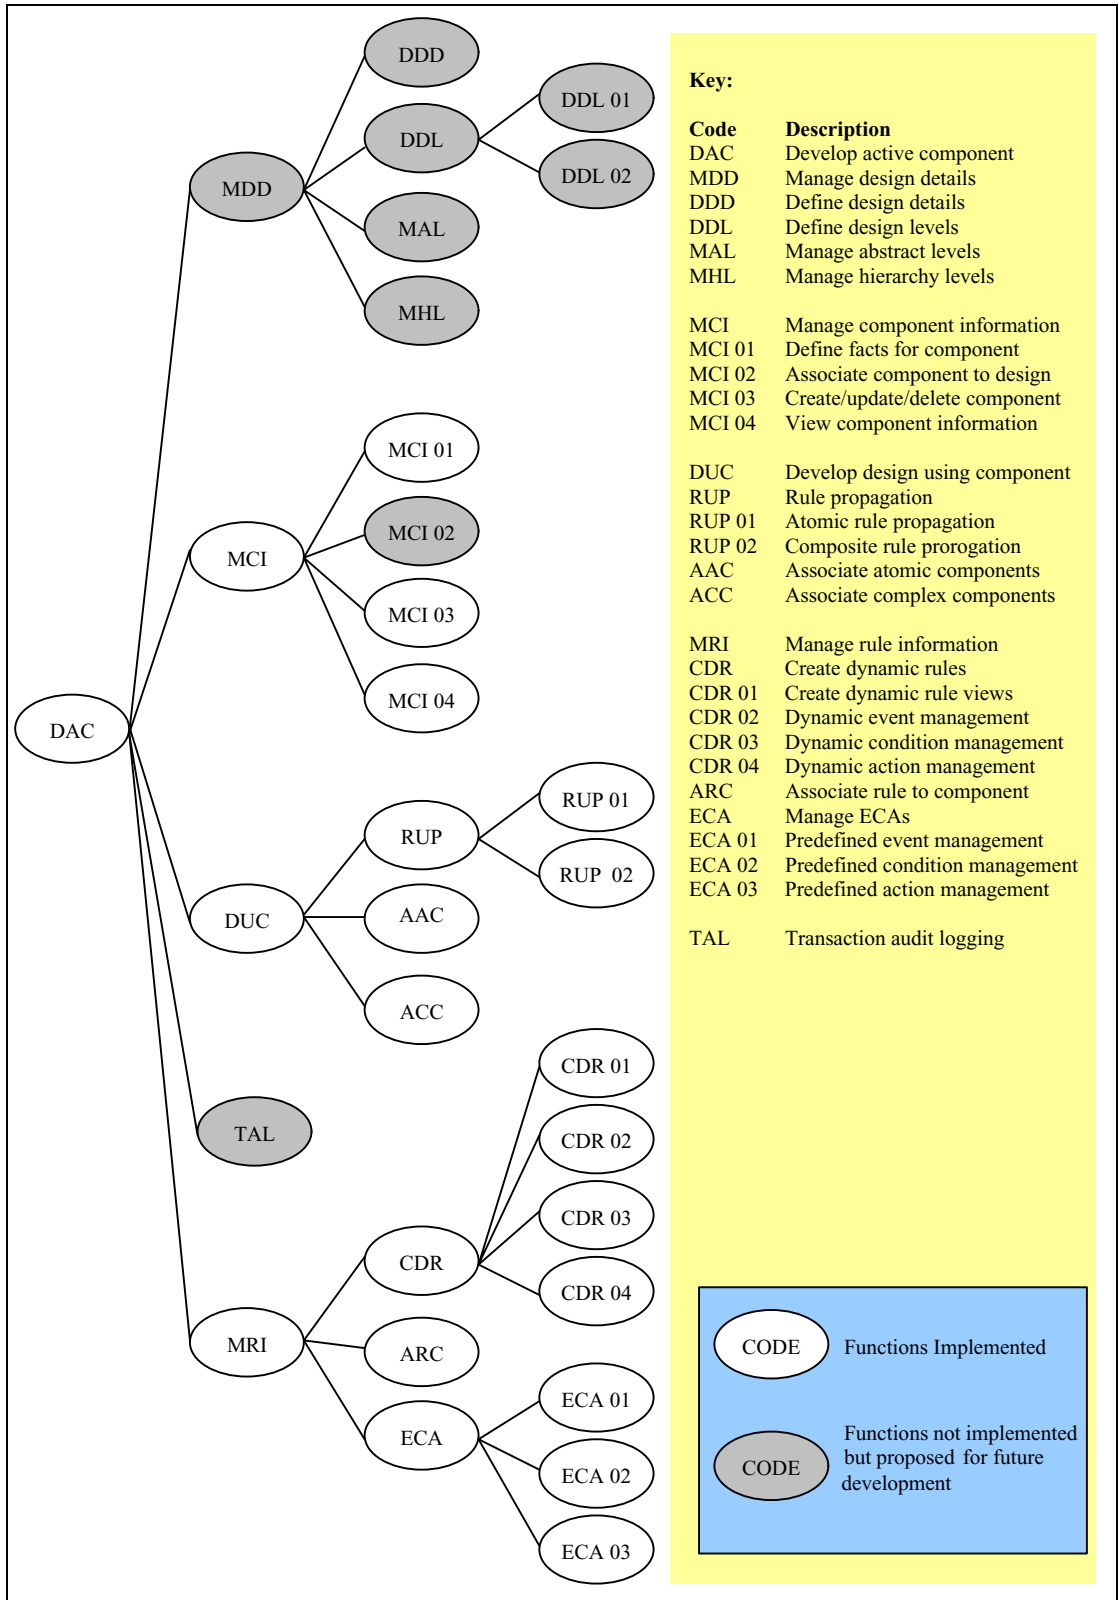 DDD
DDL 01
DDL
DDL 02
MDD
MAL
MHL
MCI 01
MCI 02
MCI
MCI 03
MCI 04
DAC
RUP 01
RUP
RUP 02
DUC
AAC
ACC
CDR 01
TAL
CDR 02
CDR 03
CDR
CDR 04
MRI
ARC
ECA 01
ECA
ECA 02
ECA 03
Key:
Code Description
DAC Develop active component
MDD Manage design details
DDD Define design details
DDL Define design levels
MAL Manage abstract levels
MHL Manage hierarchy levels
MCI Manage component information
MCI 01 Define facts for component
MCI 02 Associate component to design
MCI 03 Create/update/delete component
MCI 04 View component information
DUC Develop design using component
RUP Rule propagation
RUP 01 Atomic rule propagation
RUP 02 Composite rule prorogation
AAC Associate atomic components
ACC Associate complex components
MRI Manage rule information
CDR Create dynamic rules
CDR 01 Create dynamic rule views
CDR 02 Dynamic event management
CDR 03 Dynamic condition management
CDR 04 Dynamic action management
ARC Associate rule to component
ECA Manage ECAs
ECA 01 Predefined event management
ECA 02 Predefined condition management
ECA 03 Predefined action management
TAL Transaction audit logging
CODE Functions Implemented
Functions not implemented
CODE but proposed for future
development